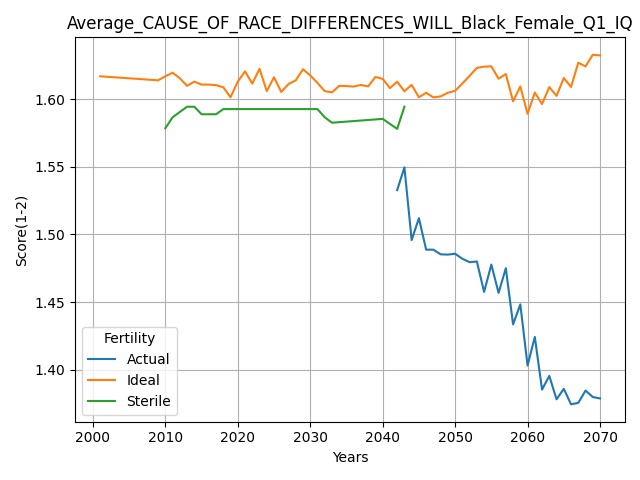 Average_CAUSE_OF_RACE_DIFFERENCES_WILL_Black_Female_Q1_IQ
Score(1-2)
1.60
1.55
1.50
1.45
1.40
Fertility
Actual
Ideal
Sterile
2000 2010 2020 2030 2040 2050 2060 2070
Years